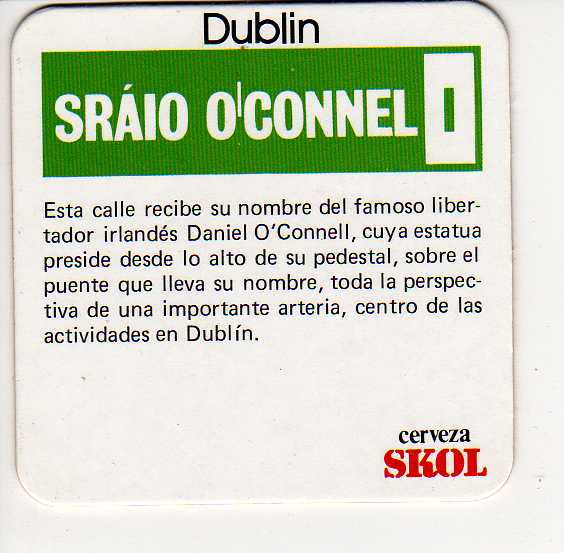 Dublin
SRÁIO O'CONNEL 0
Esta calle recibe su nombre del famoso liber-
tador irlandés Daniel O'Connell, cuya estatua
preside desde lo alto de su pedestal, sobre el
puente que lleva su nombre, toda la perspec-
tiva de una importante arteria, centro de las
actividades en Dublín.
cerveza
SKOL